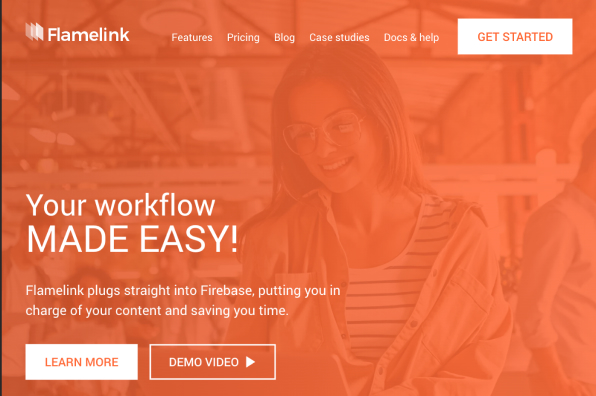 Flamelink
Features Pricing Blog Case studies Docs & help
GET STARTED
Your workflow
MADE EASY!
Flamelink plugs straight into Firebase, putting you in
charge of your content and saving you time.
LEARN MORE
DEMO VIDEO